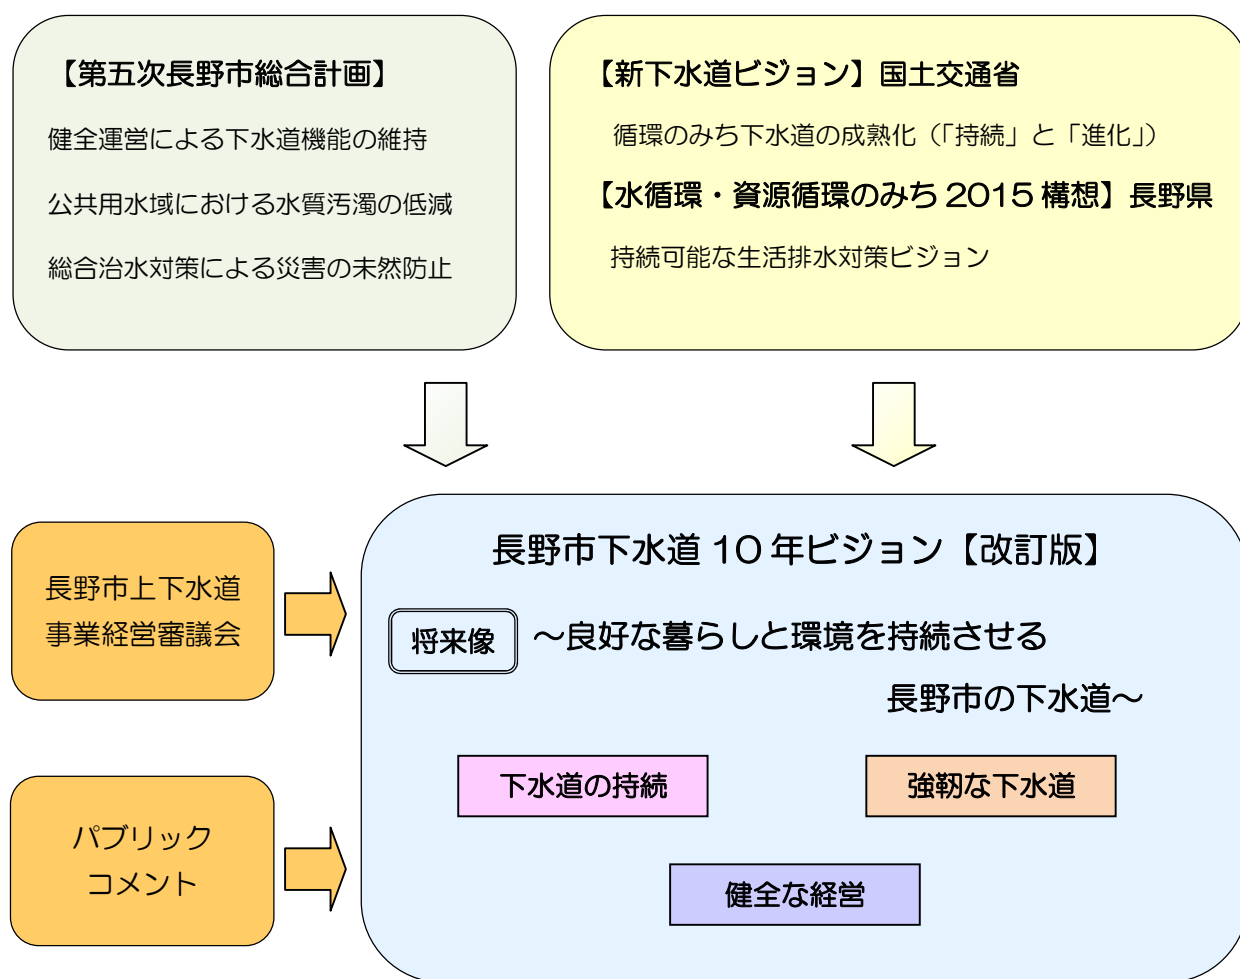 【第五次長野市総合計画】
健全運営による下水道機能の維持
公共用水域における水質汚濁の低減
総合治水対策による災害の未然防止
【新下水道ビジョン】国土交通省
循環のみち下水道の成熟化（「持続」と「進化」）
【水循環・資源循環のみち 2015 構想】長野県
持続可能な生活排水対策ビジョン
長野市上下水道
事業経営審議会
パブリック
コメント
長野市下水道 10 年ビジョン【改訂版】
将来像
～良好な暮らしと環境を持続させる
長野市の下水道～
下水道の持続
強靭な下水道
健全な経営